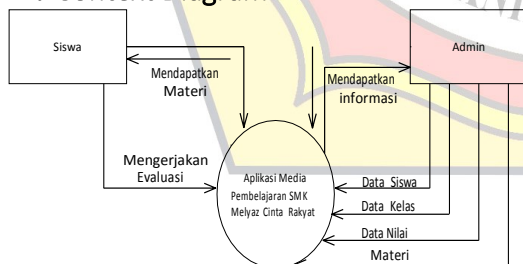 Context Diagram
Siswa
Admin
Mendapatkan
Materi
Mendapatkan
informasi
Mengerjakan
Evaluasi
Aplikasi Media
Pembelajaran SMK
Melyaz Cinta Rakyat
Data Siswa
Data Kelas
Data Nilai
Materi